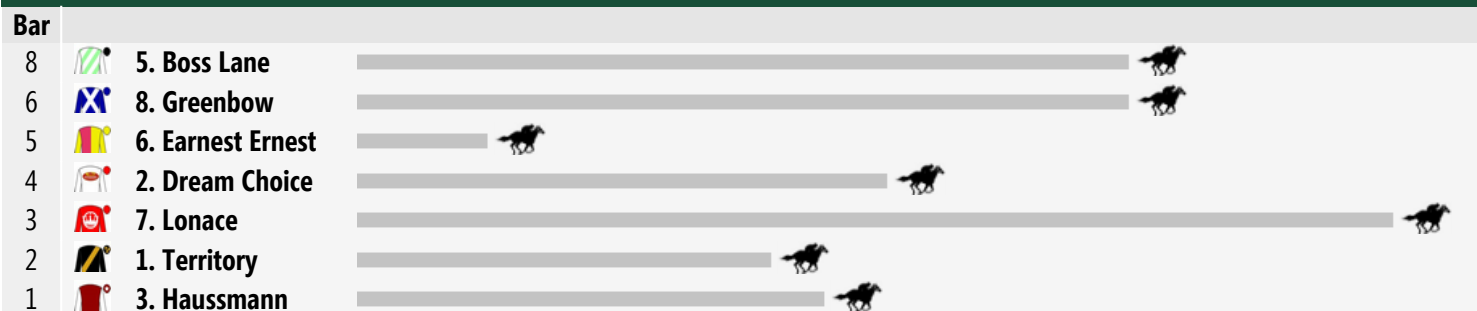 Bar
8 5. Boss Lane
6 8. Greenbow
5 6. Earnest Ernest
4 2. Dream Choice
3 7. Lonace
2 1. Territory
1 3. Haussmann